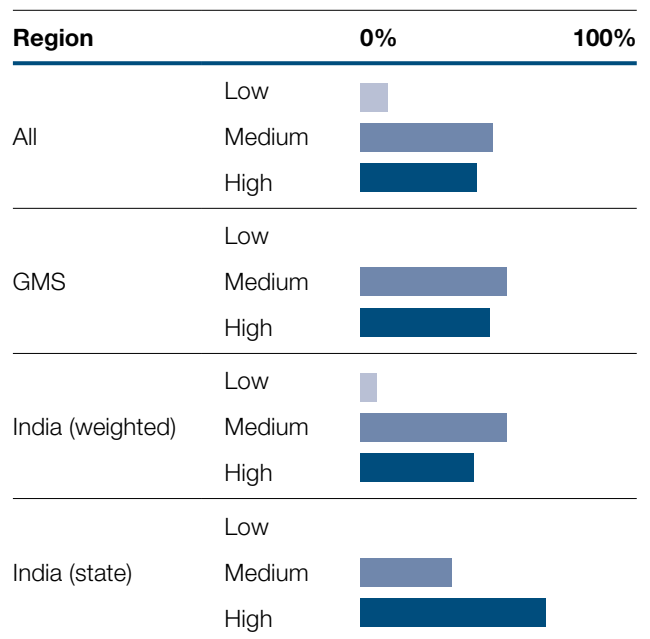 Region 0% 100%
Low
All Medium
High
Low
GMS Medium
High
Low
India (weighted) Medium
High
Low
India (state) Medium
High